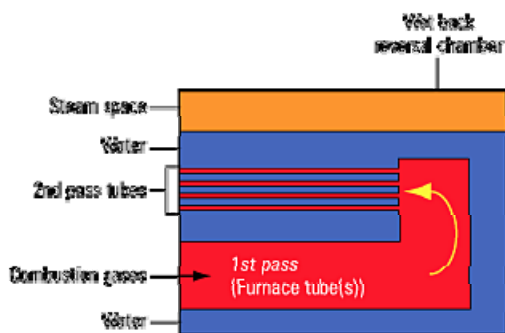 Wet back
reversal chamber
Steam space
Water
2nd pass tubes
Combustion gases
1st pass
(Furnace tube(s))
Water